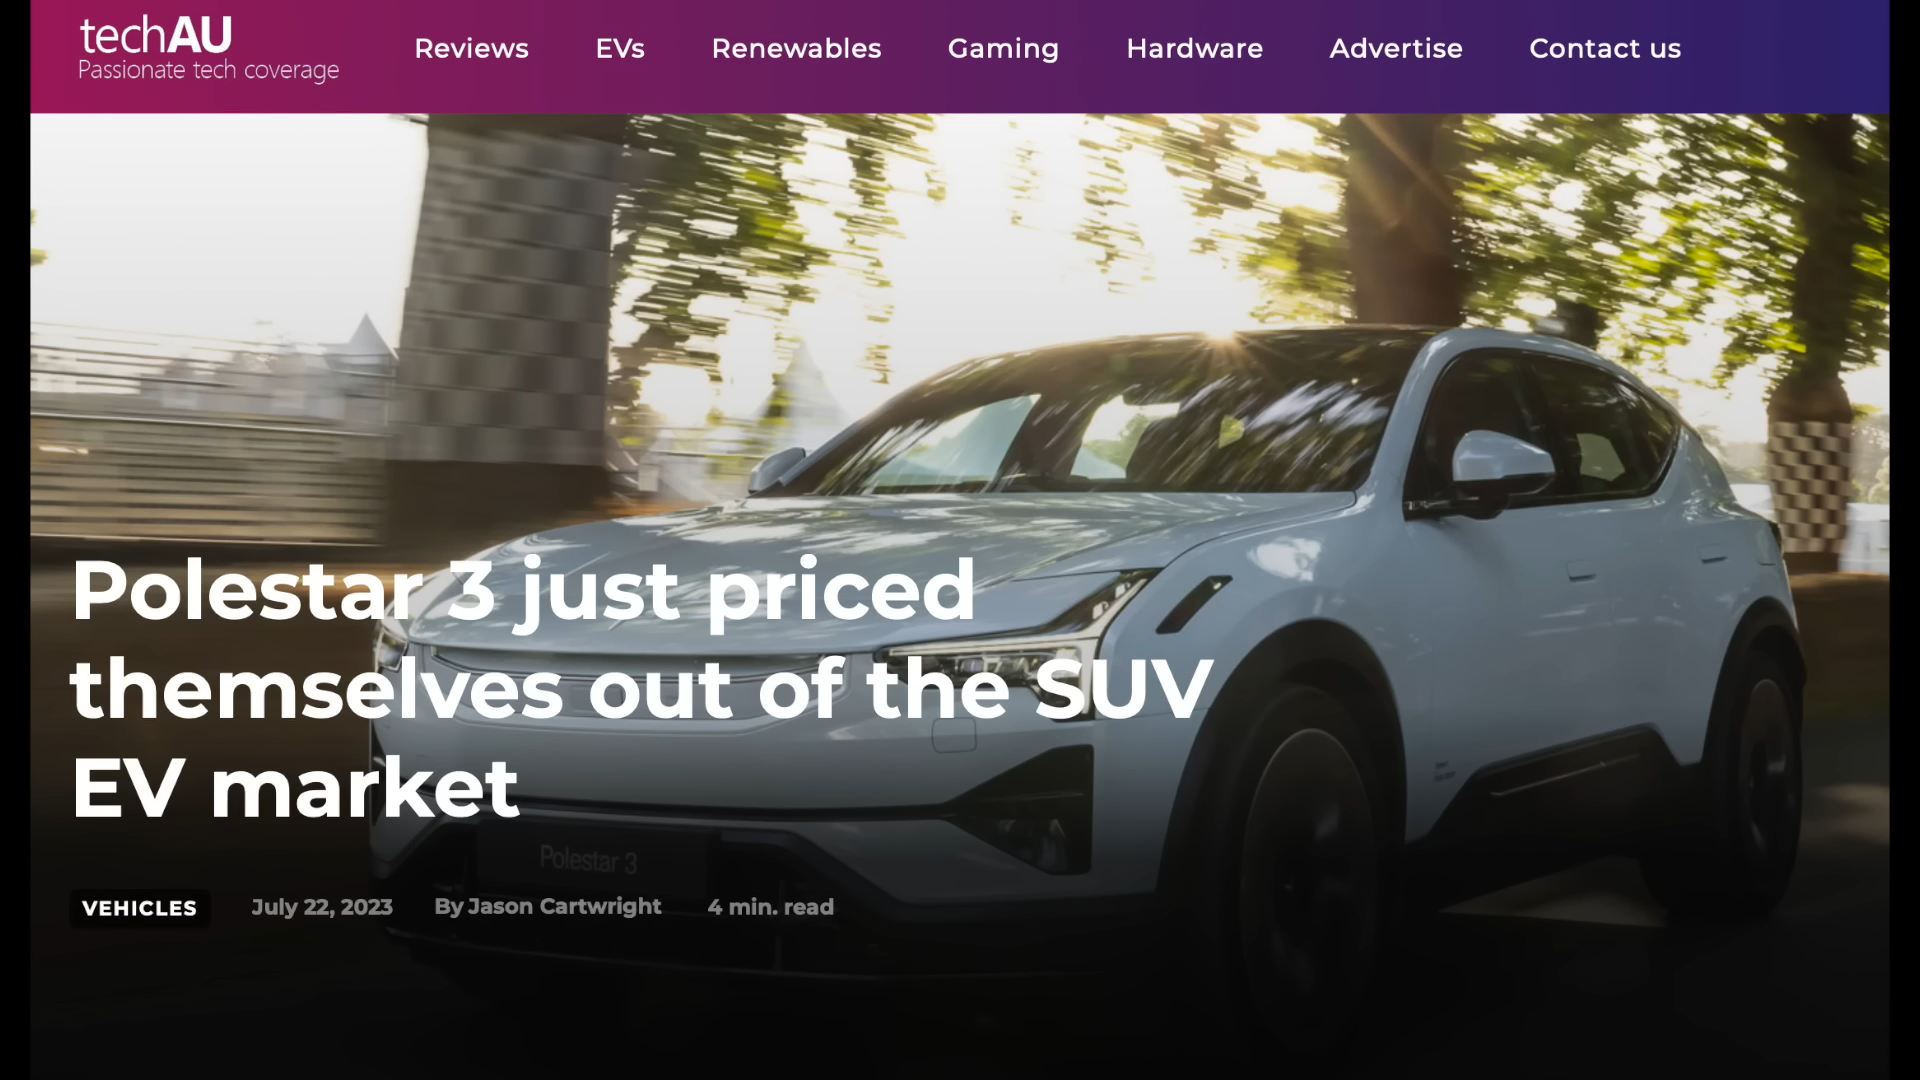 techAU
Passionate tech coverage
Reviews
EVs
Renewables
Gaming
Hardware
Advertise
Contact us
Polestar 3 just priced
themselves out of the SUV
EV market
Polestar 3
VEHICLES
July 22, 2023
By Jason Cartwright
4 min. read